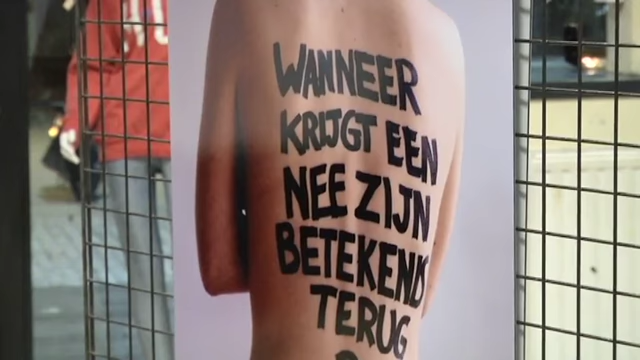 WANNEER
KRIJGT EEN
NEE ZIJN
BETEKENIS
TERUG